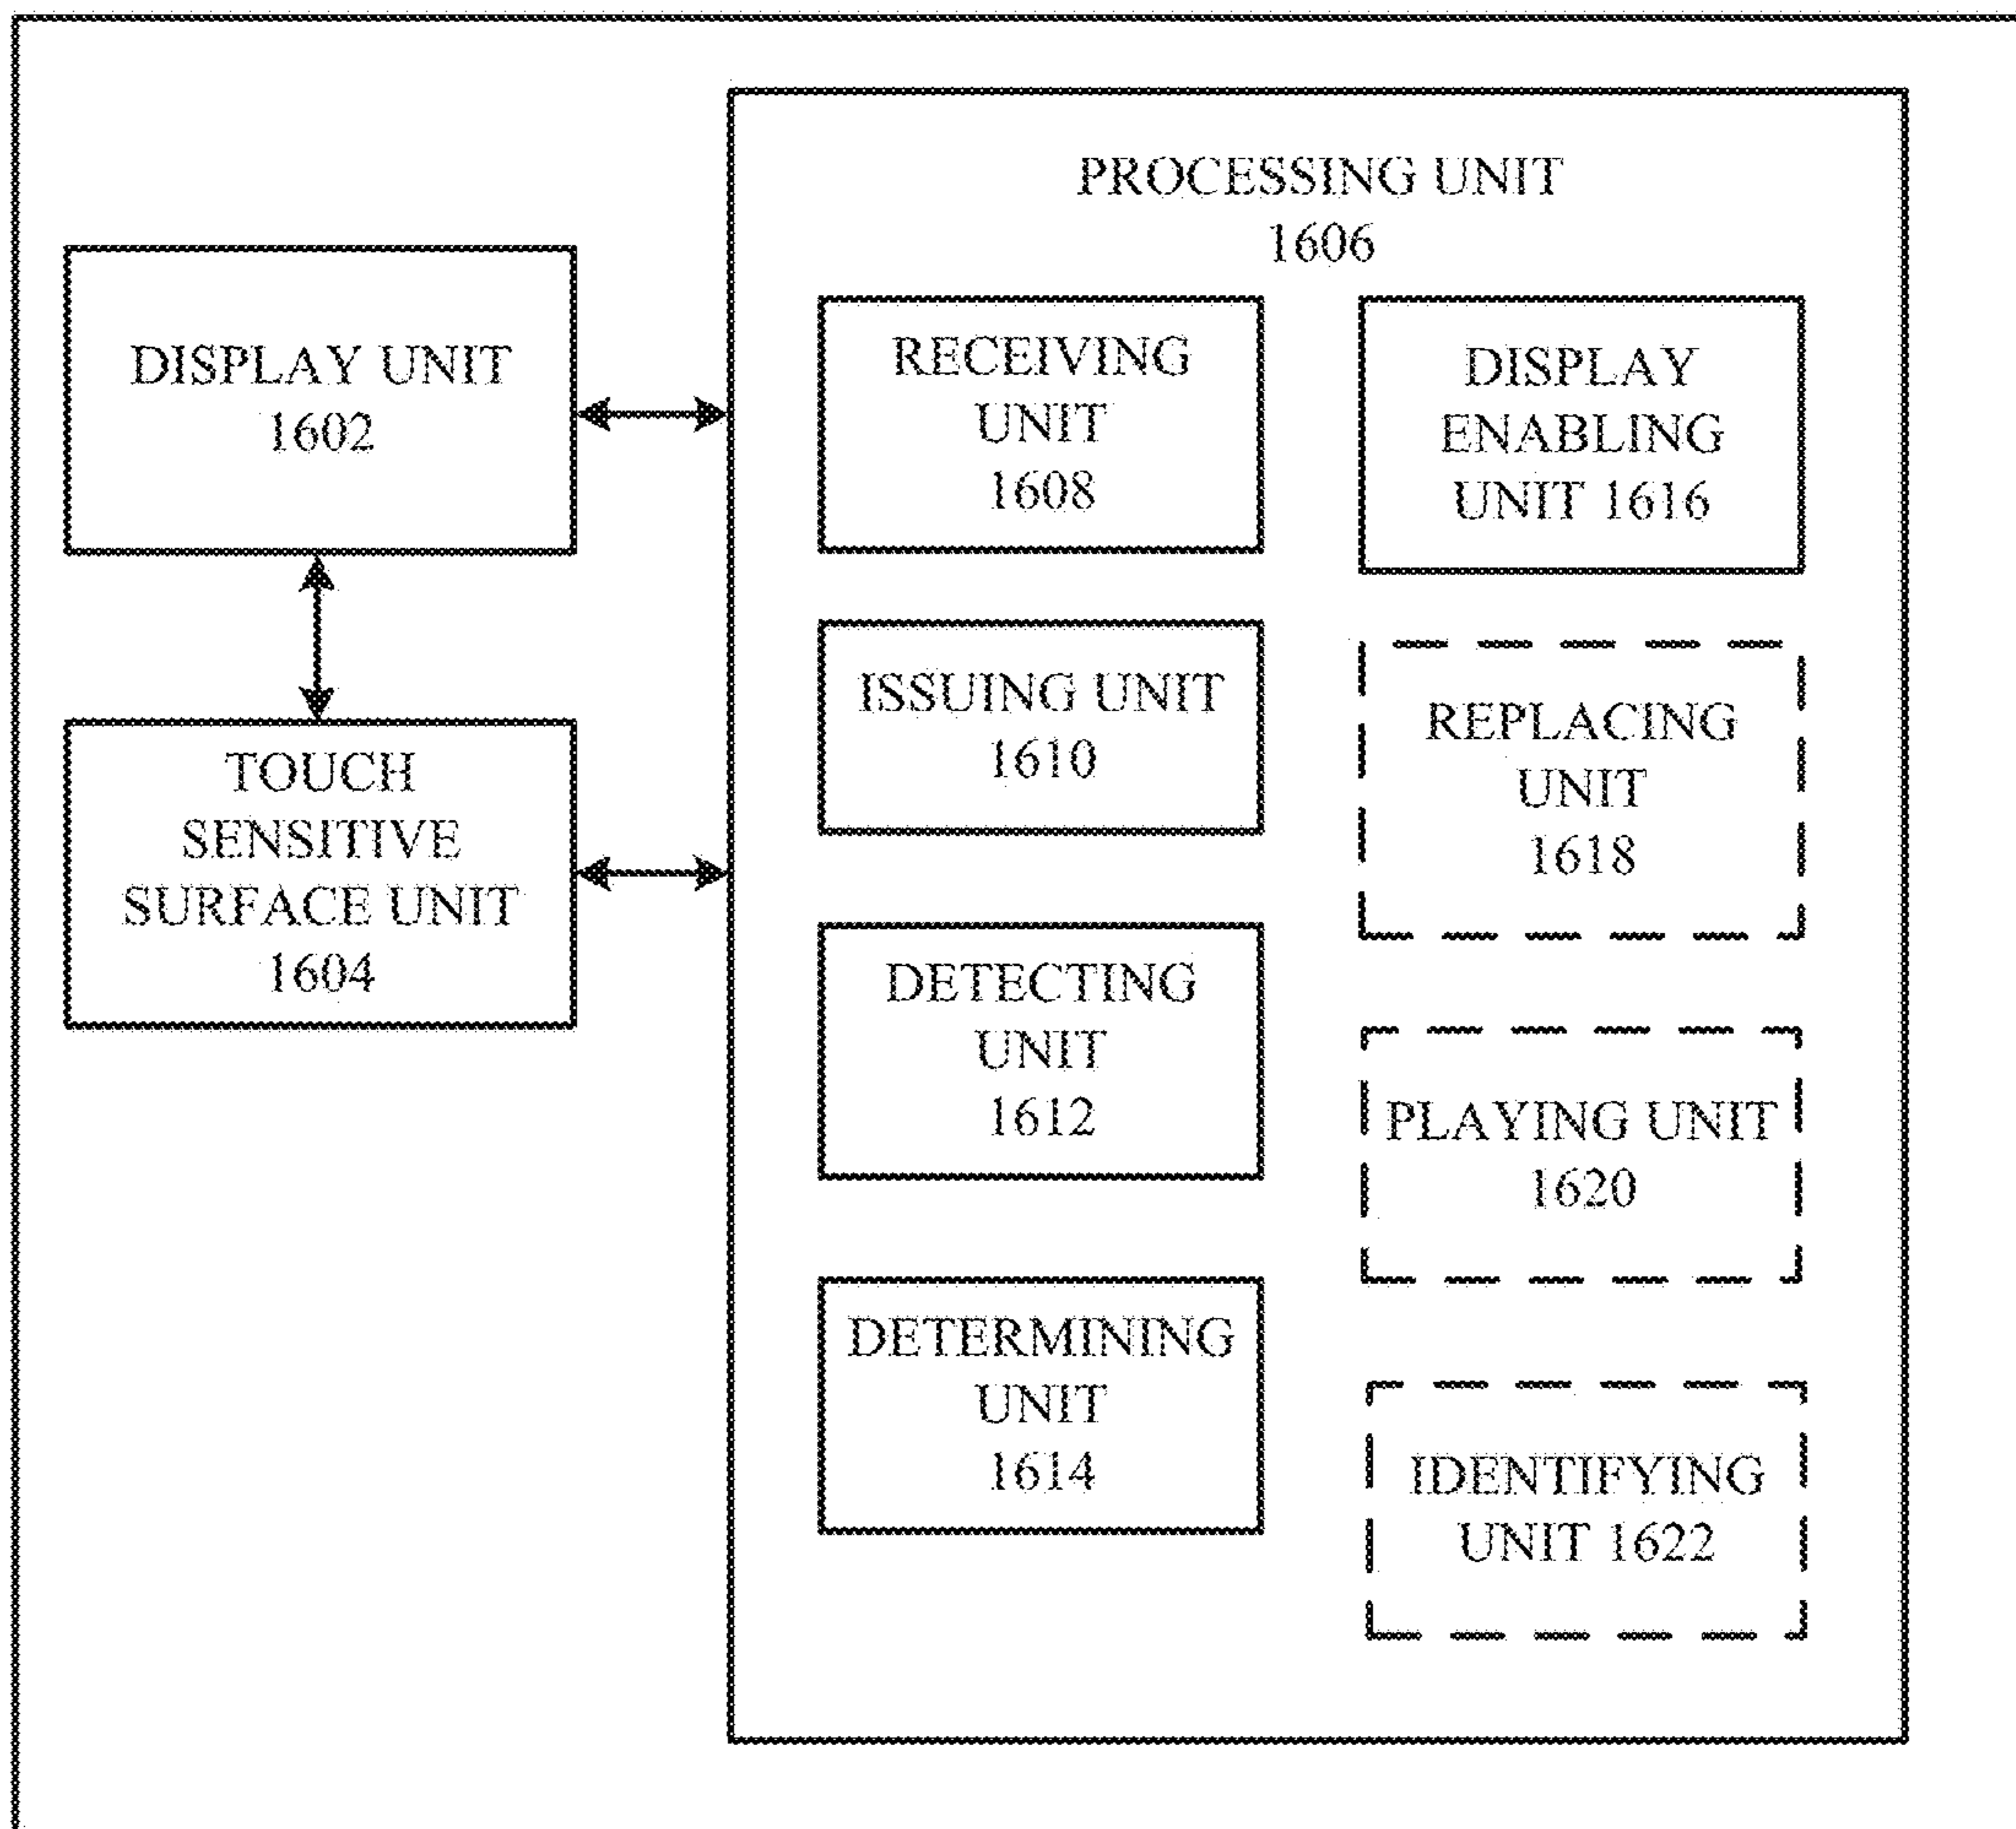 PROCESSING UNIT
1606
DISPLAY UNIT
1602
TOUCH
SENSITIVE
SURFACE UNIT
1604
RECEIVING
UNIT
1608
ISSUING UNIT
1610
DETECTING
UNIT
1612
DETERMINING
UNIT
1614
DISPLAY
ENABLING
UNIT 1616
REPLACING
UNIT
1618
PLAYING UNIT
1620
IDENTIFYING
UNIT 1622